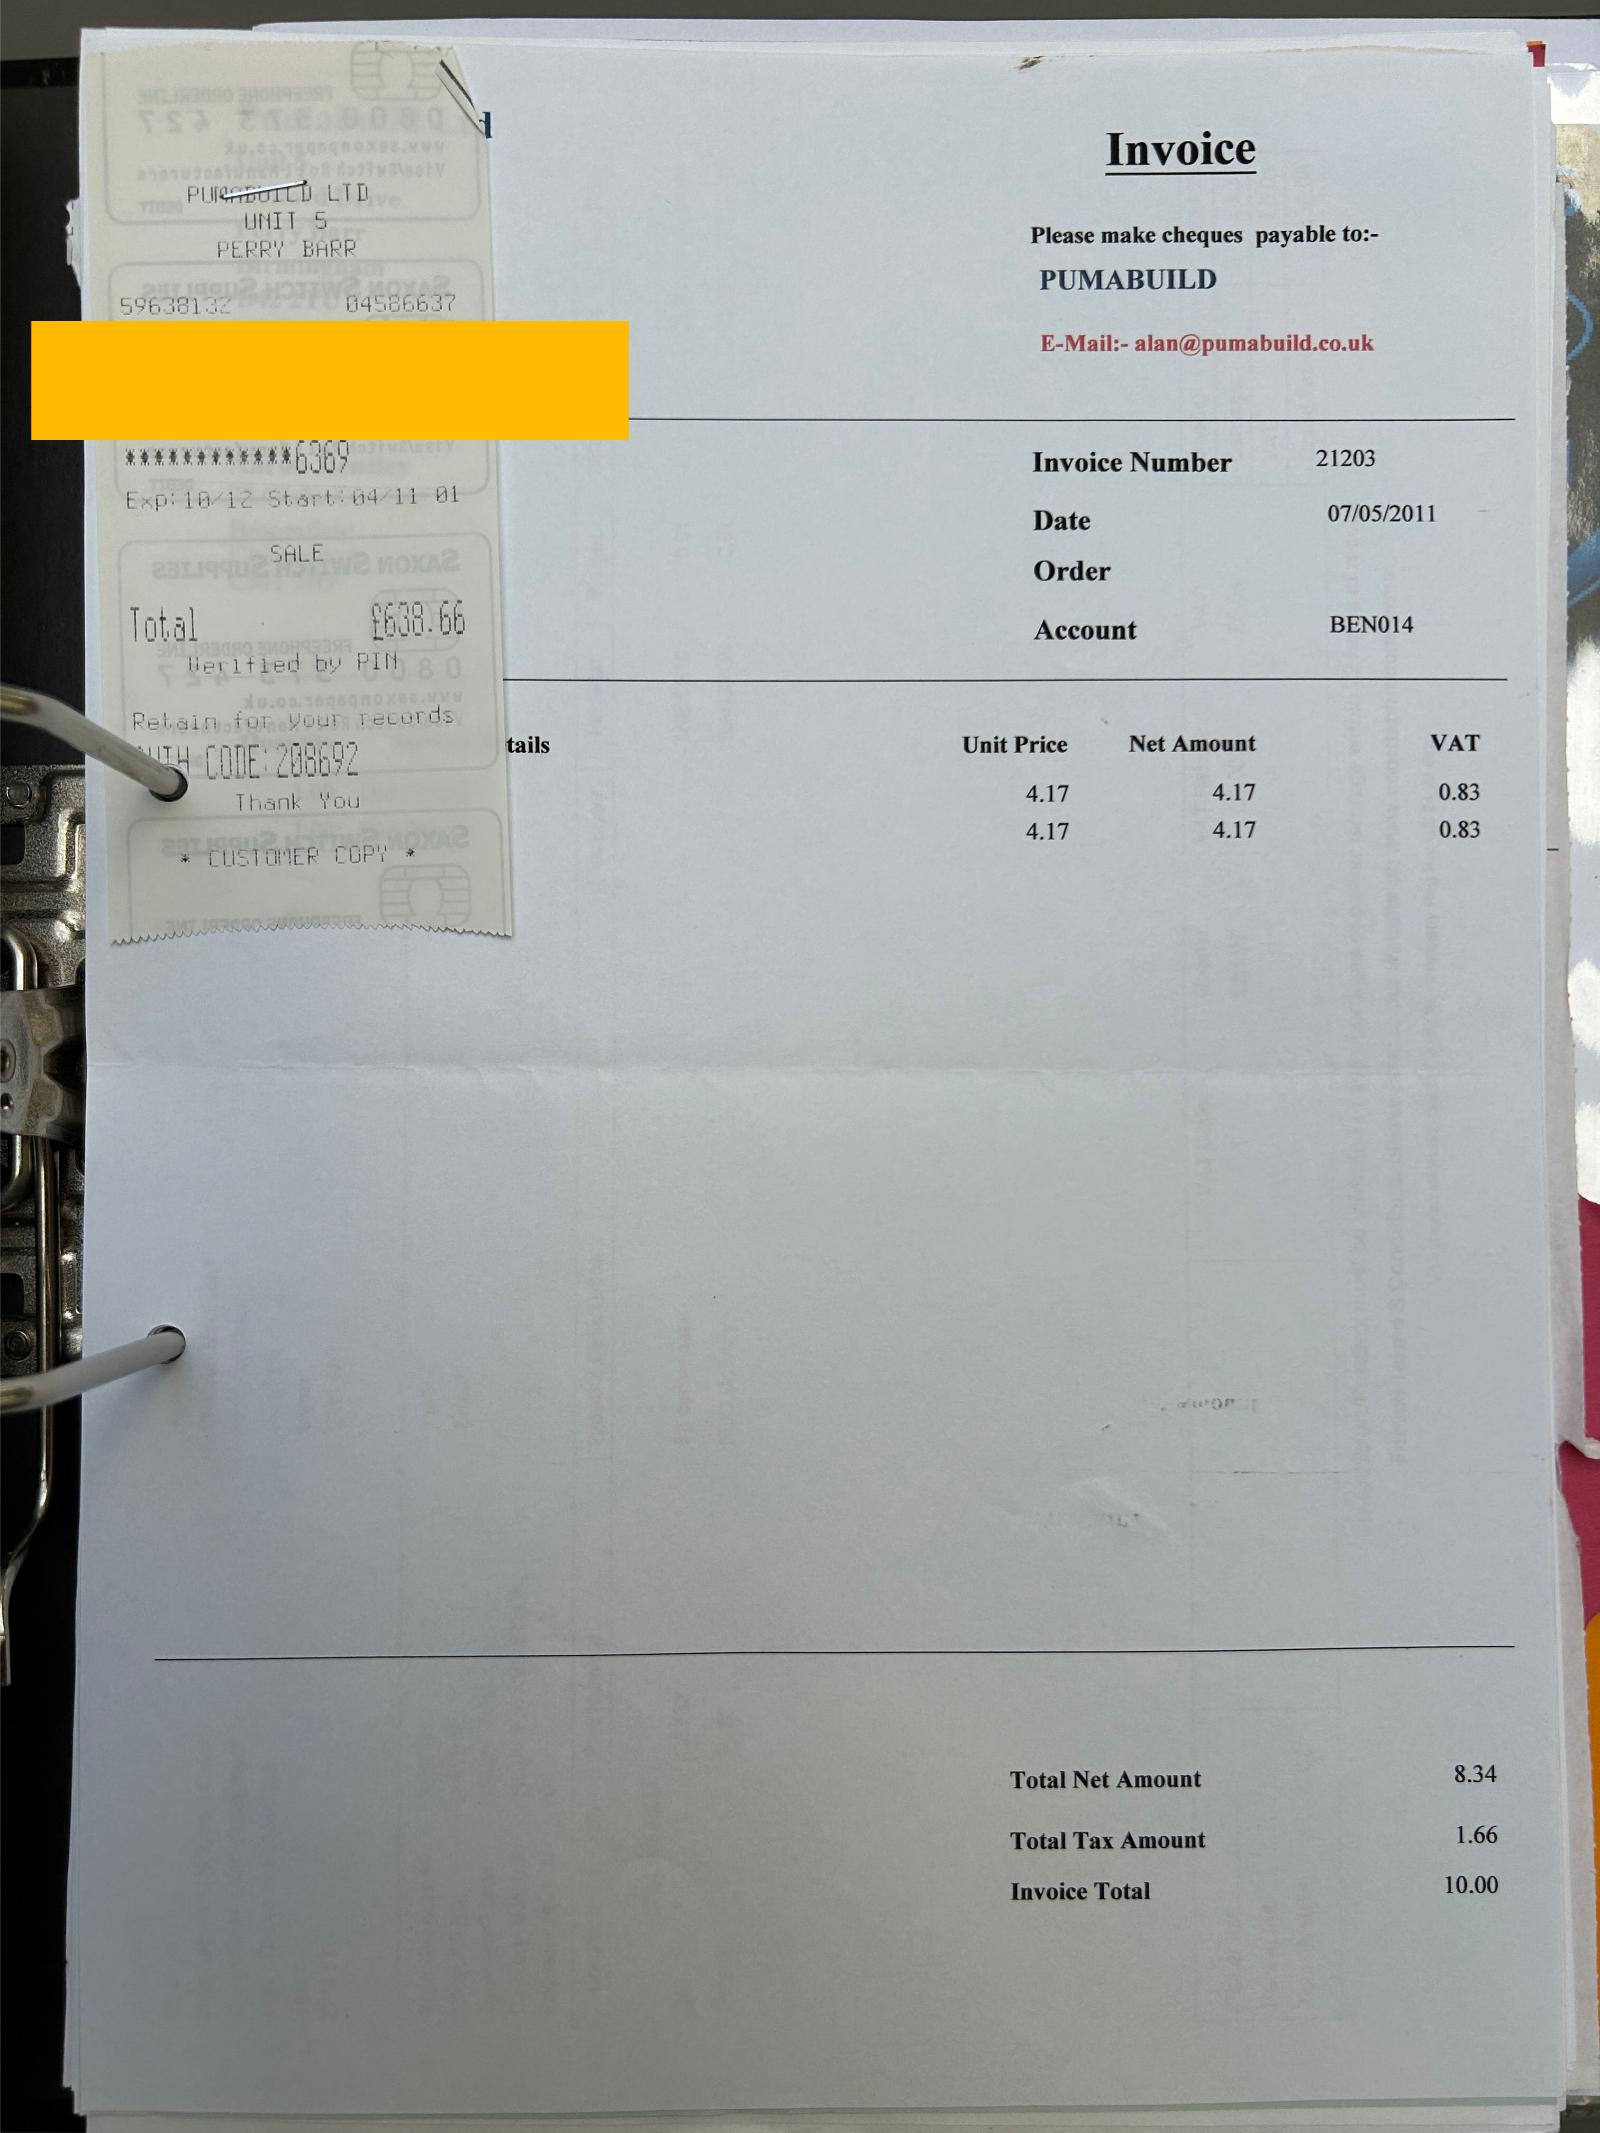 PUMABUILD LTD
UNIT 5
PERRY BARR
59638132 04586637
************6369
Exp:10/12 Start:04/11 01
SALE
Total £638.66
Verified by PIN
Retain for your records
AUTH CODE:208692
Thank You
* CUSTOMER COPY *
d
Invoice
Please make cheques payable to:-
PUMABUILD
E-Mail:- alan@pumabuild.co.uk
Invoice Number 21203
Date 07/05/2011
Order
Account BEN014
tails Unit Price Net Amount VAT
4.17 4.17 0.83
4.17 4.17 0.83
Total Net Amount 8.34
Total Tax Amount 1.66
Invoice Total 10.00